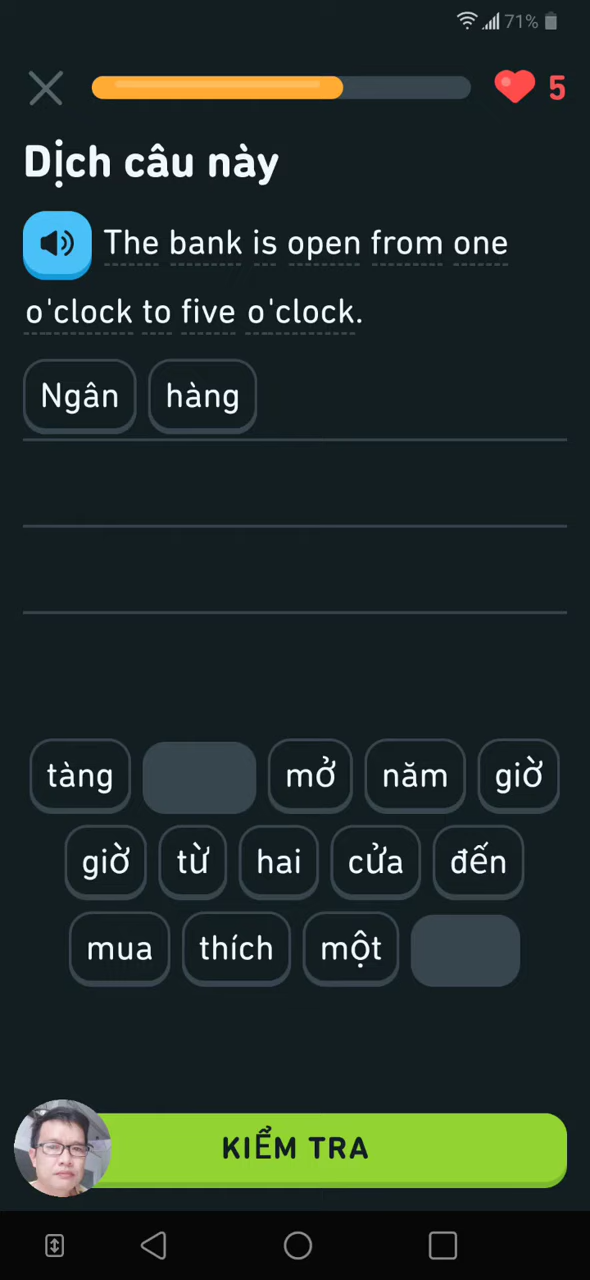 71%
5
Dịch câu này
The bank is open from one
o'clock to five o'clock.
Ngân hàng
tàng mở năm giờ
giờ từ hai cửa đến
mua thích một
KIỂM TRA